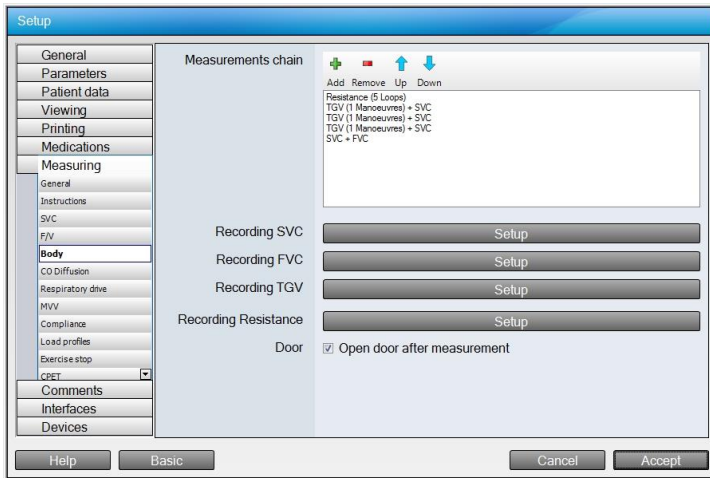 Setup
General
Parameters
Patient data
Viewing
Printing
Medications
Measuring
General
Instructions
SVC
F/V
Body
CO Diffusion
Respiratory drive
MVV
Compliance
Load profiles
Exercise stop
CPET
Comments
Interfaces
Devices
Measurements chain
Add Remove Up Down
Resistance (5 Loops)
TGV (1 Manoeuvres) + SVC
TGV (1 Manoeuvres) + SVC
TGV (1 Manoeuvres) + SVC
SVC + FVC
Recording SVC Setup
Recording FVC Setup
Recording TGV Setup
Recording Resistance Setup
Door Open door after measurement
Help Basic Cancel Accept